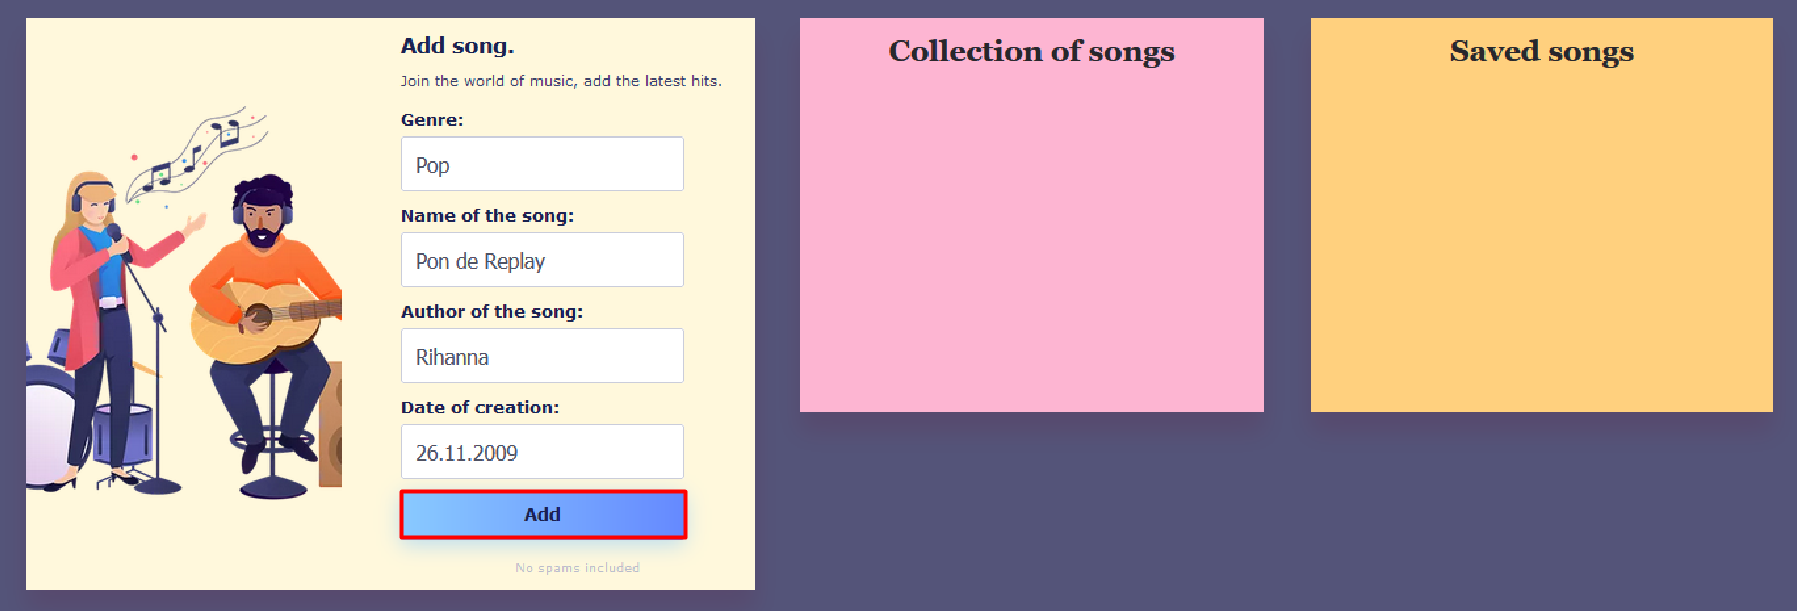 Add song.
Join the world of music, add the latest hits.
Genre:
Pop
Name of the song:
Pon de Replay
Author of the song:
Rihanna
Date of creation:
26.11.2009
Add
No spams included
Collection of songs
Saved songs